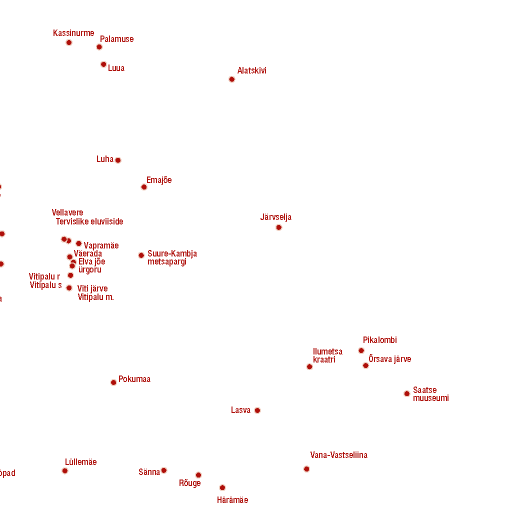 Kassinurme
Palamuse
Luua
Alatskivi
Luha
Emajõe
Vellavere
Tervislike eluviiside
Järvselja
Vapramäe
Väerada
Elva jõe
ürgoru
Suure-Kambja
metsapargi
Vitipalu r
Vitipalu s
Viti järve
Vitipalu m.
Pikalombi
Ilumetsa
kraatri
Õrsava järve
Pokumaa
Saatse
muuseumi
Lasva
Vana-Vastseliina
Lüllemäe
Sänna
Rõuge
Härämäe